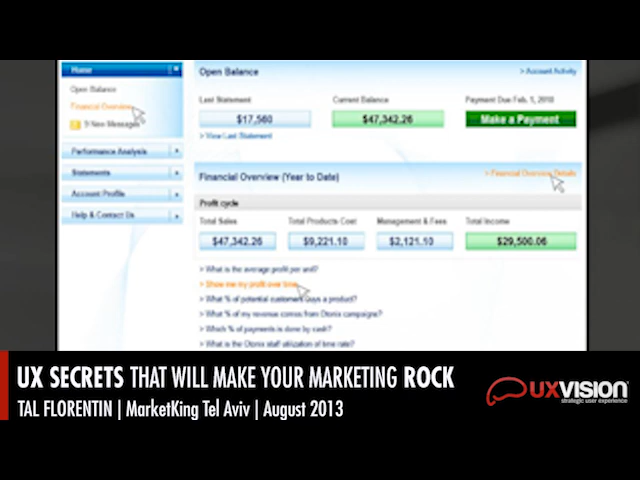 Home
Open Balance
Financial Overview
9 New Messages
Performance Analysis
Statements
Account Profile
Help & Contact Us
Open Balance
> Account Activity
Last Statement
Current Balance
Payment Due Feb. 1, 2010
$17,560
$47,342.26
Make a Payment
> View Last Statement
Financial Overview (Year to Date)
> Financial Overview Details
Profit cycle
Total Sales
Total Products Cost
Management & Fees
Total Income
$47,342.26
$9,221.10
$2,121.10
$29,500.06
> What is the average profit per unit?
> Show me my profit over time
> What % of potential customers buys a product?
> What % of my revenue comes from Otonix campaigns?
> Which % of payments is done by cash?
> What is the Otonix staff utilization of time rate?
UX SECRETS THAT WILL MAKE YOUR MARKETING ROCK
TAL FLORENTIN | MarketKing Tel Aviv | August 2013
UXVISION®
strategic user experience